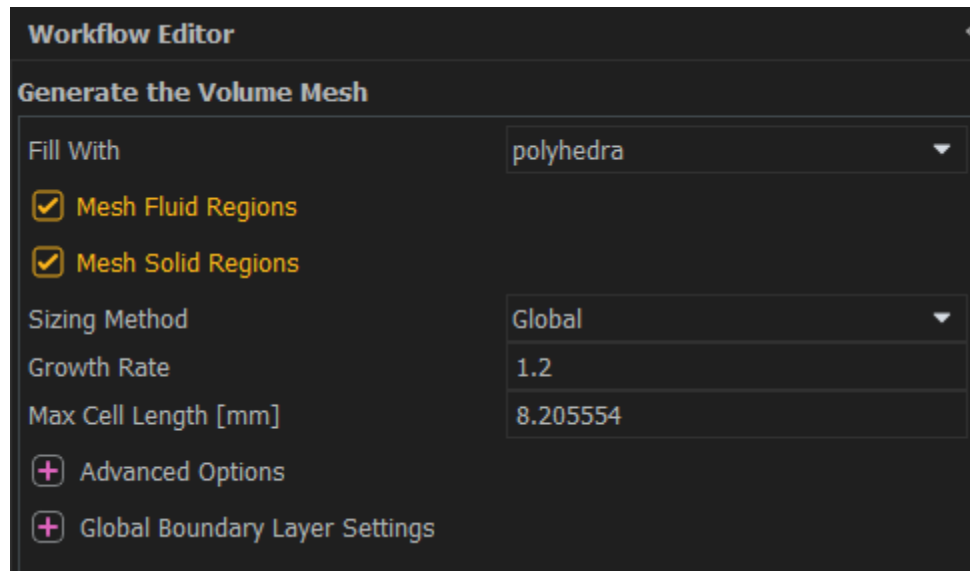 Workflow Editor
Generate the Volume Mesh
Fill With polyhedra
Mesh Fluid Regions
Mesh Solid Regions
Sizing Method Global
Growth Rate 1.2
Max Cell Length [mm] 8.205554
Advanced Options
Global Boundary Layer Settings